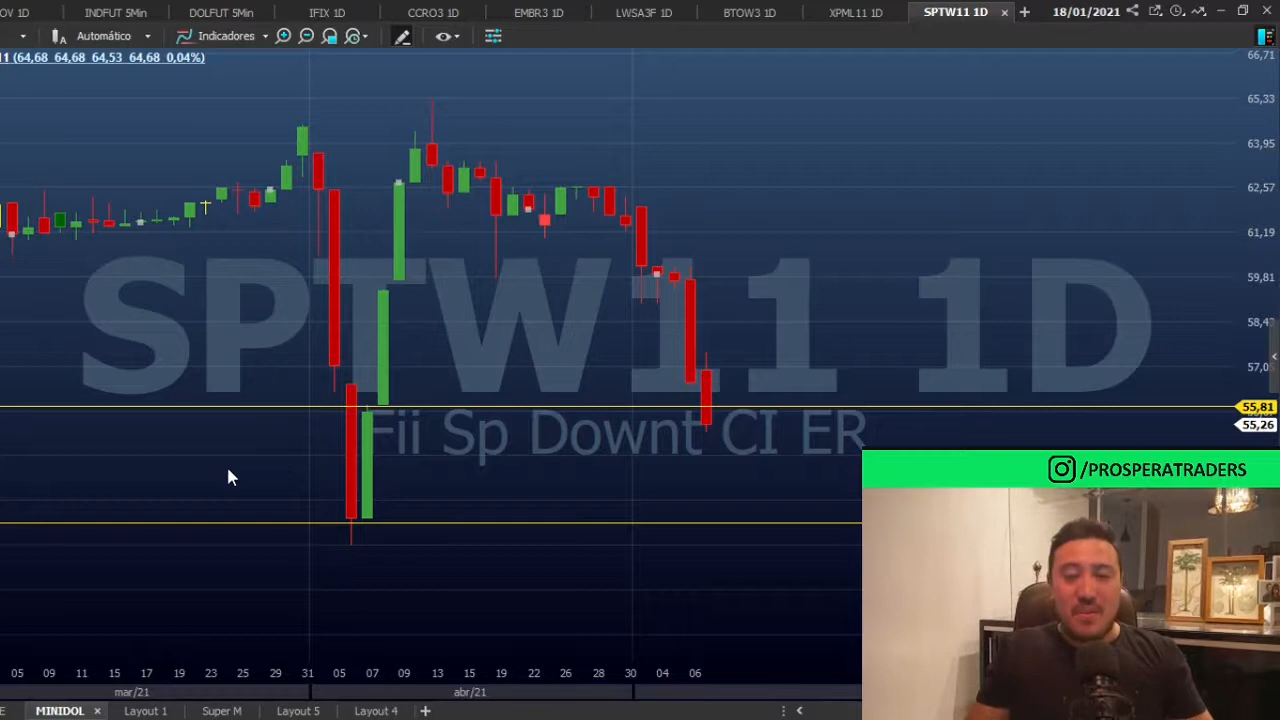 OV 1D INDFUT 5Min DOLFUT 5Min IFIX 1D CCRO3 1D EMBR3 1D LWSA3F 1D BTOW3 1D XPML11 1D SPTW11 1D 18/01/2021
Automático Indicadores
11 (64,68 64,68 64,53 64,68 0,04%)
66,71
65,33
63,95
62,57
61,19
59,81
58,4
57,0
55,81
55,26
SPTW11 1D
Fii Sp Downt CI ER
/PROSPERATRADERS
05 09 11 15 17 19 23 25 29 31 05 07 09 13 15 19 22 26 28 30 04 06
mar/21 abr/21
E MINIDOL Layout 1 Super M Layout 5 Layout 4